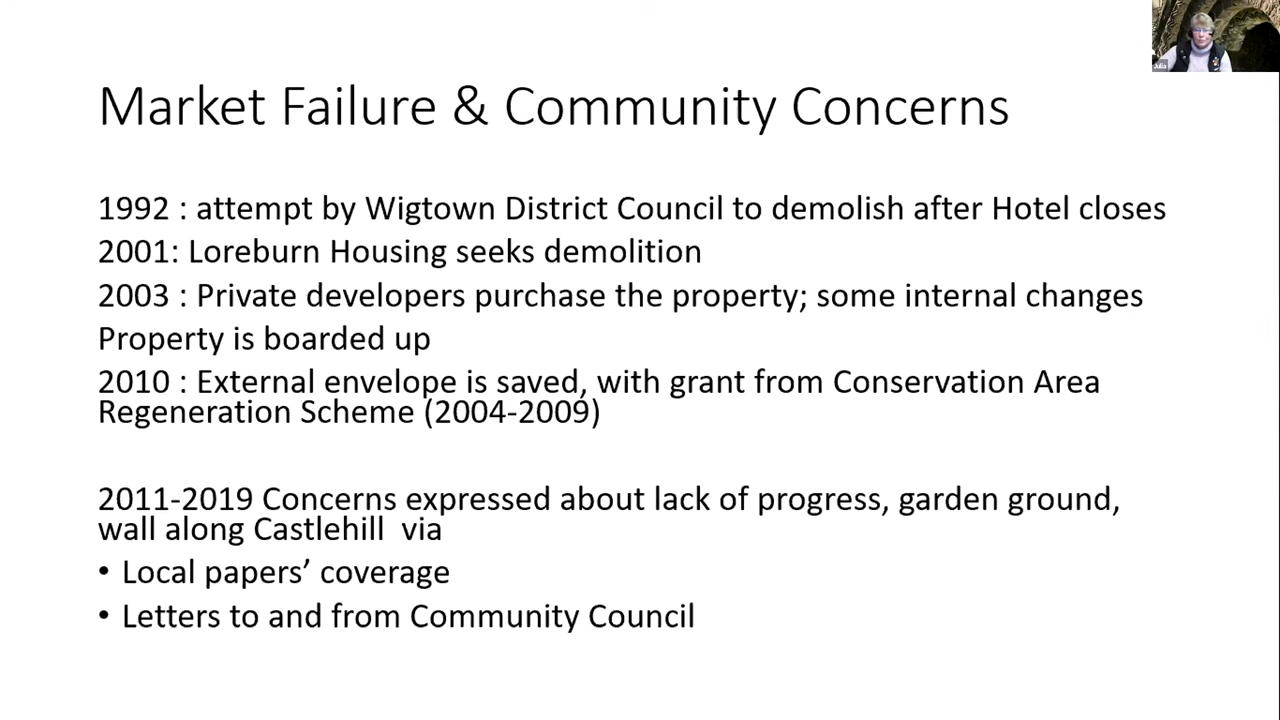 Julia
Market Failure & Community Concerns
1992 : attempt by Wigtown District Council to demolish after Hotel closes
2001: Loreburn Housing seeks demolition
2003 : Private developers purchase the property; some internal changes
Property is boarded up
2010 : External envelope is saved, with grant from Conservation Area
Regeneration Scheme (2004-2009)
2011-2019 Concerns expressed about lack of progress, garden ground,
wall along Castlehill  via
• Local papers’ coverage
• Letters to and from Community Council